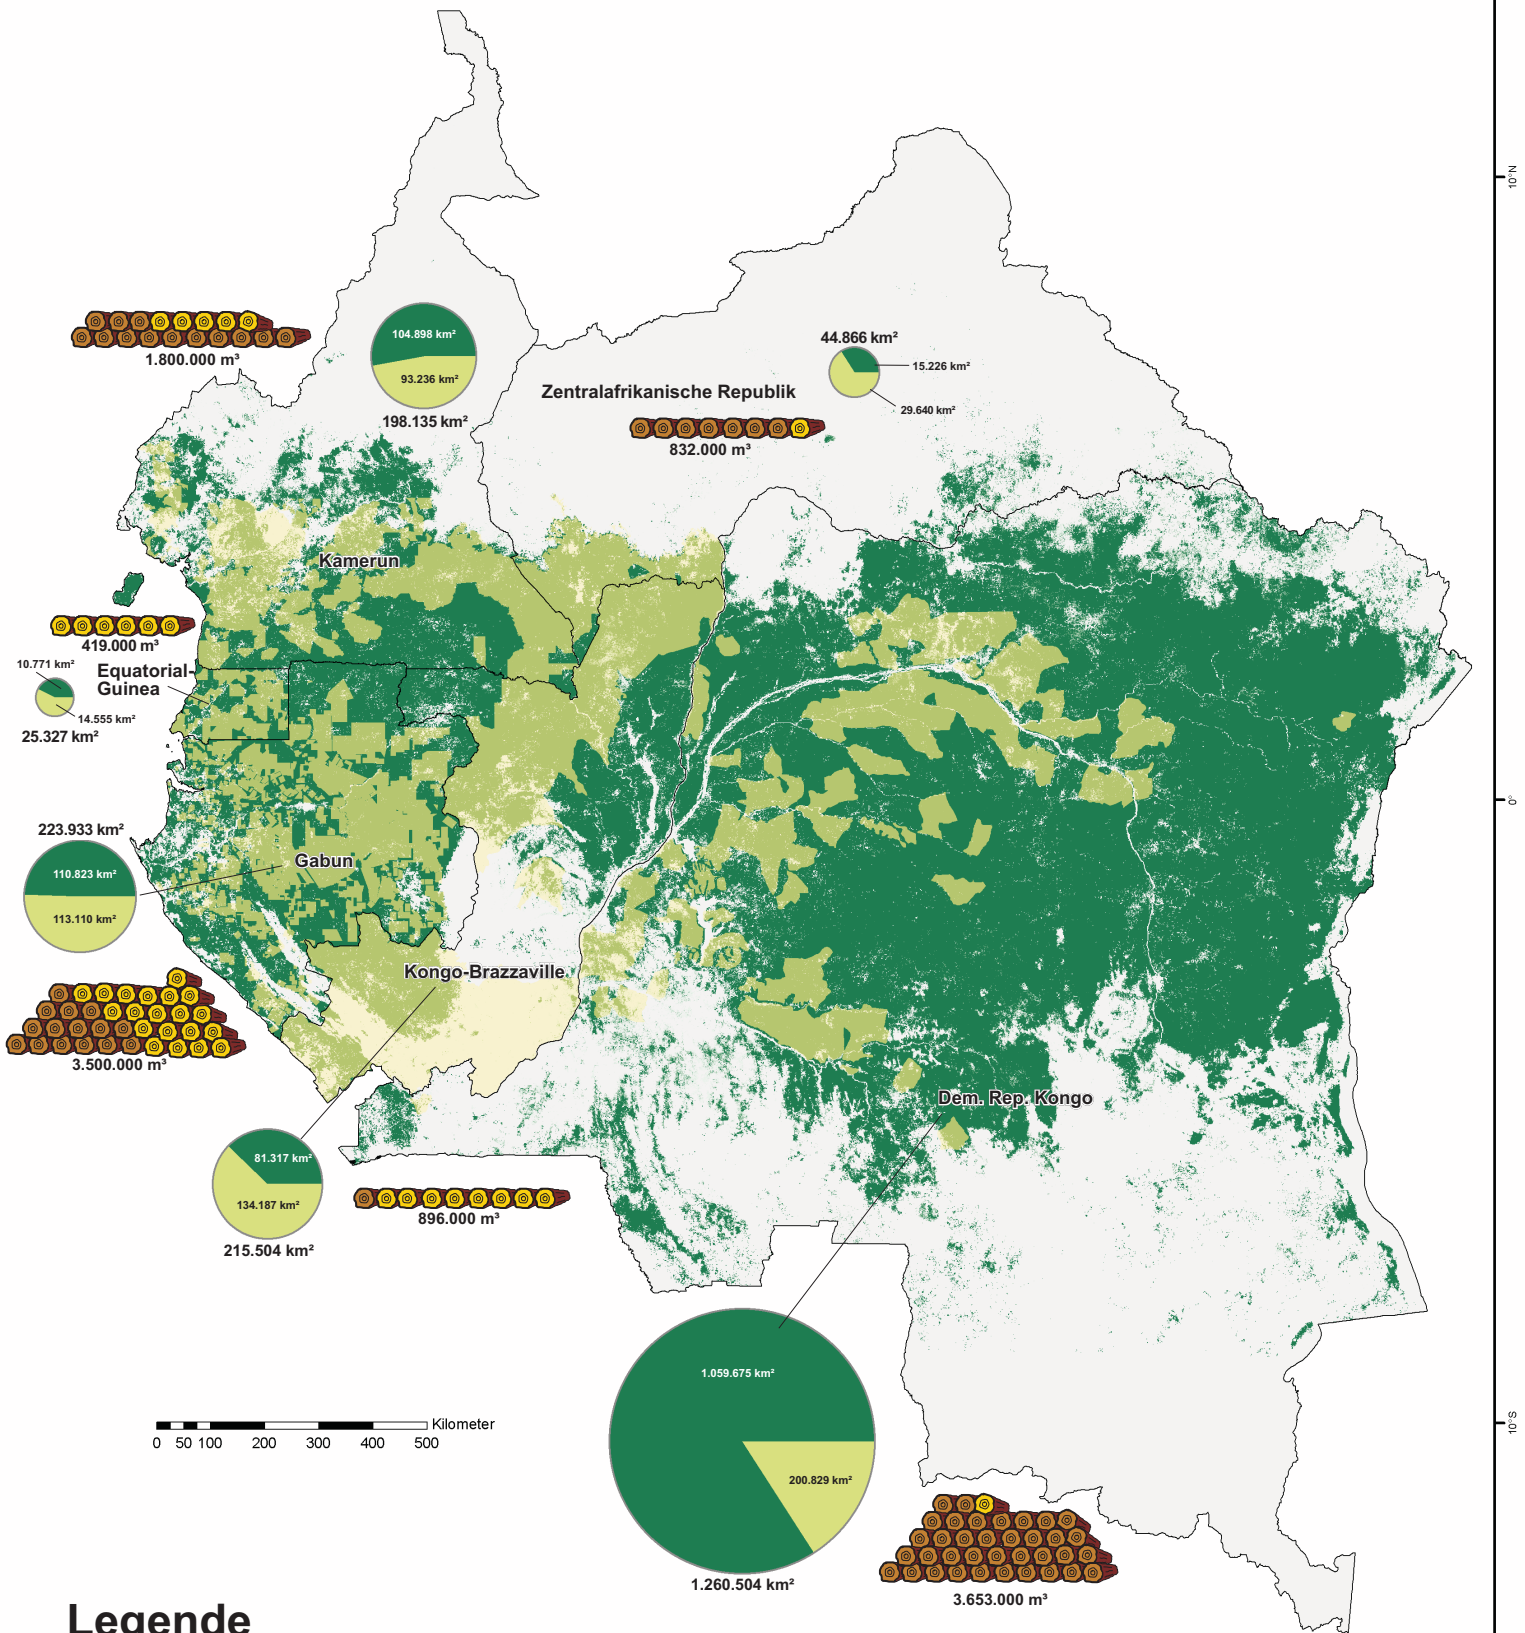 10°N
1.800.000 m³
104.898 km²
93.236 km²
198.135 km²
44.866 km²
15.226 km²
29.640 km²
Zentralafrikanische Republik
832.000 m³
Kamerun
419.000 m³
10.771 km²
Equatorial-
Guinea
14.555 km²
25.327 km²
0°
223.933 km²
110.823 km²
113.110 km²
Gabun
Kongo-Brazzaville
3.500.000 m³
Dem. Rep. Kongo
81.317 km²
134.187 km²
215.504 km²
896.000 m³
1.059.675 km²
200.829 km²
1.260.504 km²
3.653.000 m³
10°S
Kilometer
0 50 100 200 300 400 500
Legende